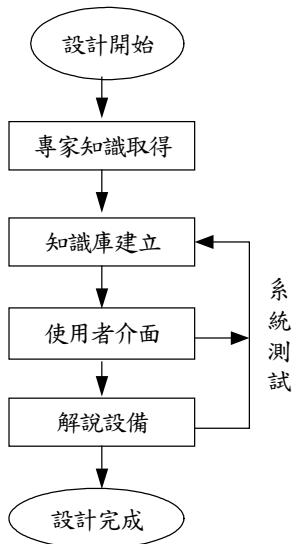 設計開始
專家知識取得
知識庫建立
使用者介面
解說設備
設計完成
系統測試